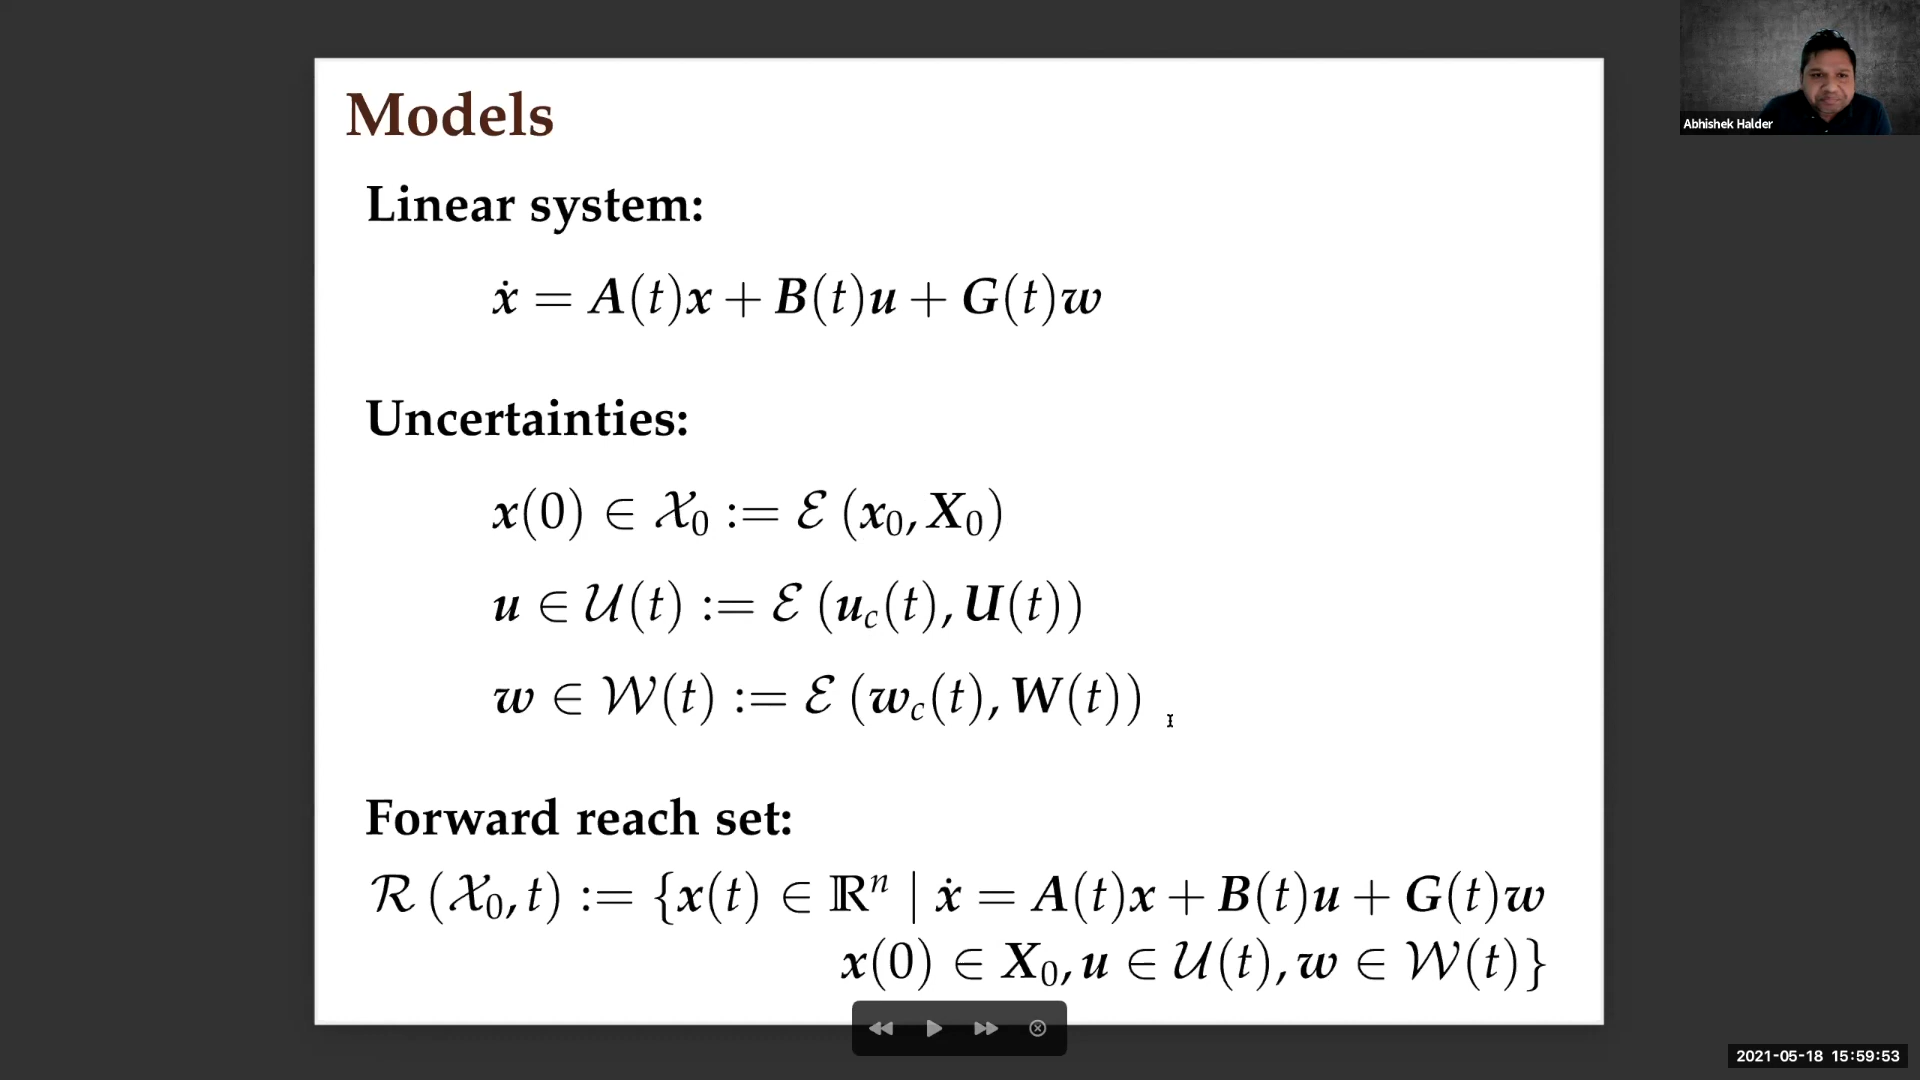 Models
Abhishek Halder
Linear system:
ẋ = A(t)x + B(t)u + G(t)w
Uncertainties:
x(0) ∈ 𝒳₀ := ℰ (x₀, X₀)
u ∈ 𝒰(t) := ℰ (u_c(t), U(t))
w ∈ 𝒲(t) := ℰ (w_c(t), W(t))
Forward reach set:
ℛ (𝒳₀, t) := {x(t) ∈ ℝⁿ | ẋ = A(t)x + B(t)u + G(t)w
x(0) ∈ X₀, u ∈ 𝒰(t), w ∈ 𝒲(t)}
2021-05-18 15:59:53